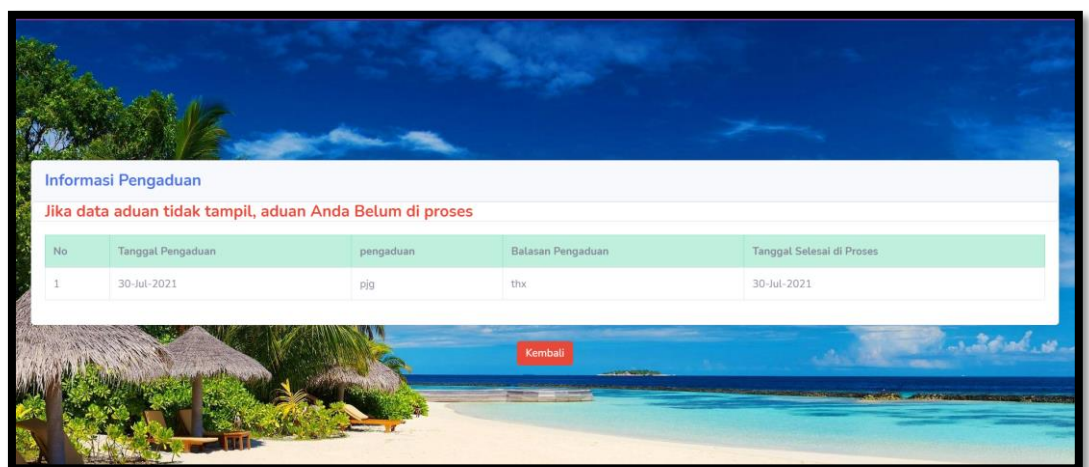 Informasi Pengaduan
Jika data aduan tidak tampil, aduan Anda Belum di proses
No Tanggal Pengaduan pengaduan Balasan Pengaduan Tanggal Selesai di Proses
1 30-Jul-2021 pjg thx 30-Jul-2021
Kembali